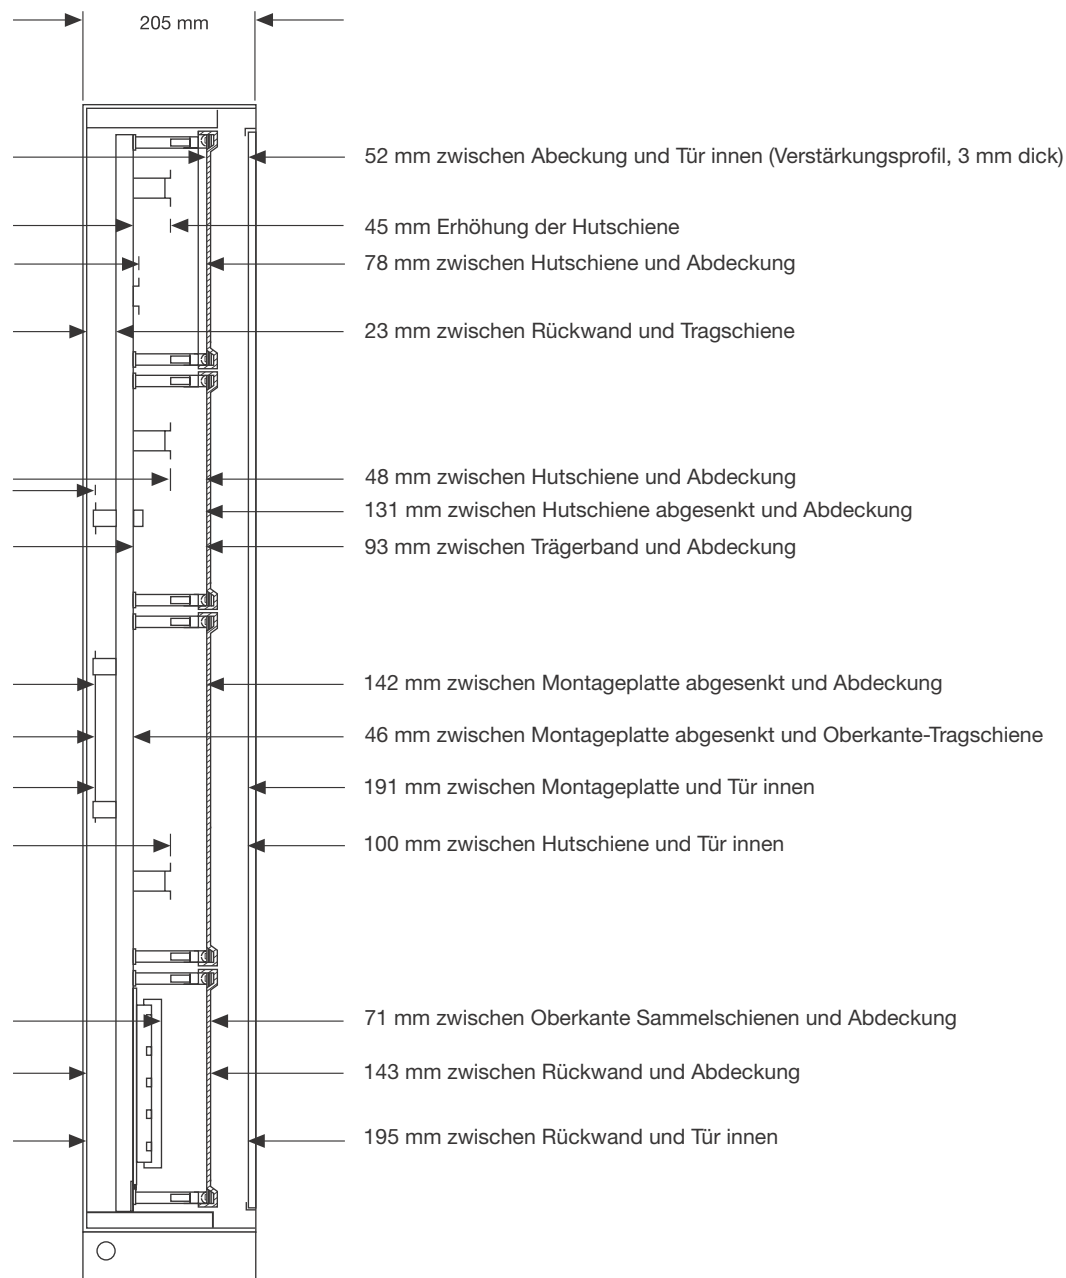 205 mm
52 mm zwischen Abeckung und Tür innen (Verstärkungsprofil, 3 mm dick)
45 mm Erhöhung der Hutschiene
78 mm zwischen Hutschiene und Abdeckung
23 mm zwischen Rückwand und Tragschiene
48 mm zwischen Hutschiene und Abdeckung
131 mm zwischen Hutschiene abgesenkt und Abdeckung
93 mm zwischen Trägerband und Abdeckung
142 mm zwischen Montageplatte abgesenkt und Abdeckung
46 mm zwischen Montageplatte abgesenkt und Oberkante-Tragschiene
191 mm zwischen Montageplatte und Tür innen
100 mm zwischen Hutschiene und Tür innen
71 mm zwischen Oberkante Sammelschienen und Abdeckung
143 mm zwischen Rückwand und Abdeckung
195 mm zwischen Rückwand und Tür innen